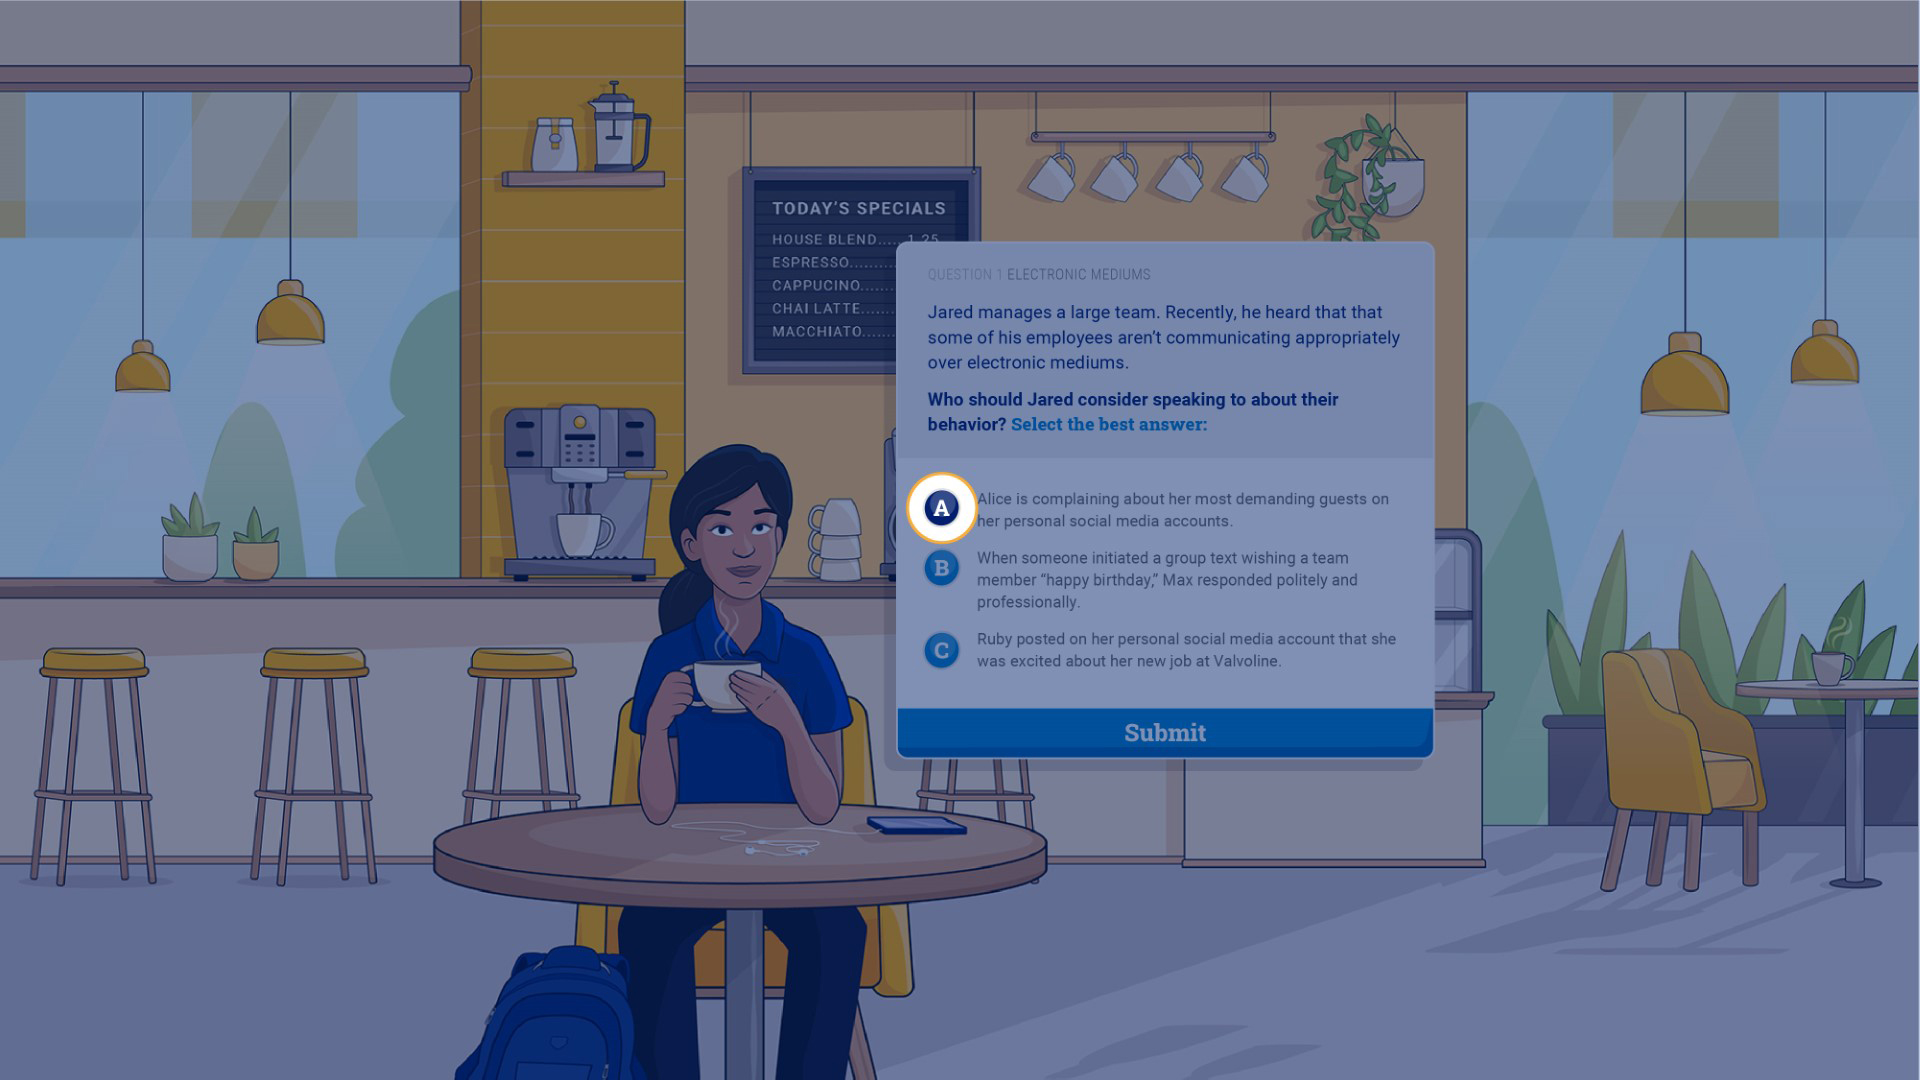 TODAY'S SPECIALS
HOUSE BLEND..... 1.25
ESPRESSO.........
CAPPUCINO.......
CHAI LATTE.......
MACCHIATO.......
QUESTION 1 ELECTRONIC MEDIUMS
Jared manages a large team. Recently, he heard that that
some of his employees aren't communicating appropriately
over electronic mediums.
Who should Jared consider speaking to about their
behavior? Select the best answer:
A Alice is complaining about her most demanding guests on
her personal social media accounts.
B When someone initiated a group text wishing a team
member “happy birthday,” Max responded politely and
professionally.
C Ruby posted on her personal social media account that she
was excited about her new job at Valvoline.
Submit